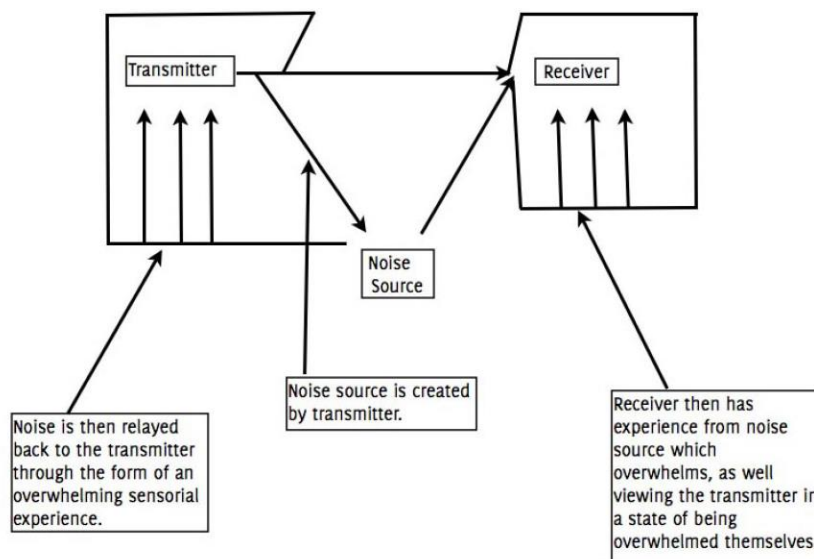 Transmitter
Receiver
Noise
Source
Noise source is created
by transmitter.
Noise is then relayed
back to the transmitter
through the form of an
overwhelming sensorial
experience.
Receiver then has
experience from noise
source which
overwhelms, as well
viewing the transmitter in
a state of being
overwhelmed themselves